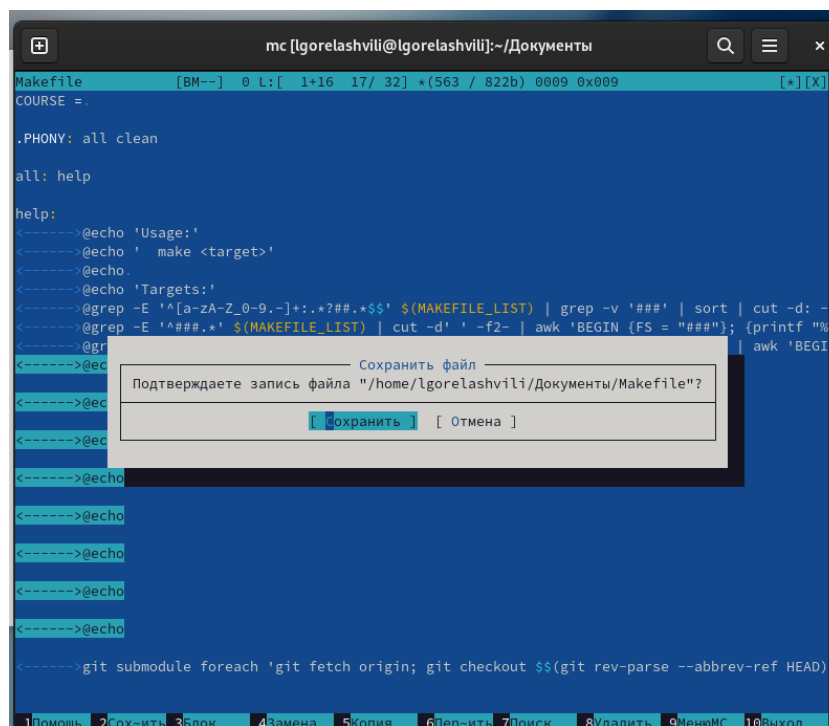 mc [lgorelashvili@lgorelashvili]:~/Документы
Makefile [BM--] 0 L:[ 1+16 17/ 32] *(563 / 822b) 0009 0x009 [*][X]
COURSE =.
.PHONY: all clean
all: help
help:
<------>@echo 'Usage:'
<------>@echo '  make <target>'
<------>@echo.
<------>@echo 'Targets:'
<------>@grep -E '^[a-zA-Z_0-9.-]+:.*?##.*$$' $(MAKEFILE_LIST) | grep -v '###' | sort | cut -d: -
<------>@grep -E '^###.*' $(MAKEFILE_LIST) | cut -d' ' -f2- | awk 'BEGIN {FS = "###"}; {printf "%
<------>@gr | awk 'BEGI
<------>@ec
<------>@ec
<------>@ec
Сохранить файл
Подтверждаете запись файла "/home/lgorelashvili/Документы/Makefile"?
[ Сохранить ] [ Отмена ]
<------>@echo
<------>@echo
<------>@echo
<------>@echo
<------>@echo
<------>git submodule foreach 'git fetch origin; git checkout $$(git rev-parse --abbrev-ref HEAD)
1Помощь 2Сох~ить 3Блок 4Замена 5Копия 6Пер~ить 7Поиск 8Удалить 9МенюMC 10Выход